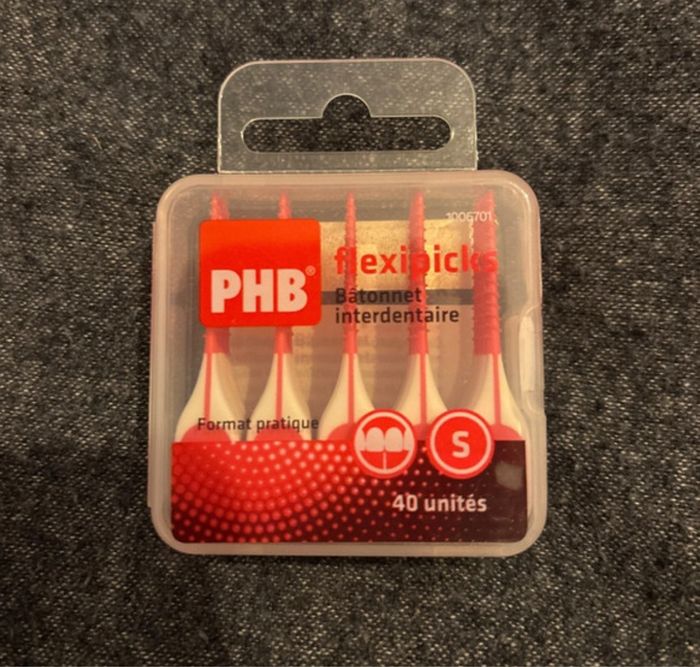 1006701
PHB®
flexipicks
Bâtonnet
interdentaire
Format pratique
S
40 unités